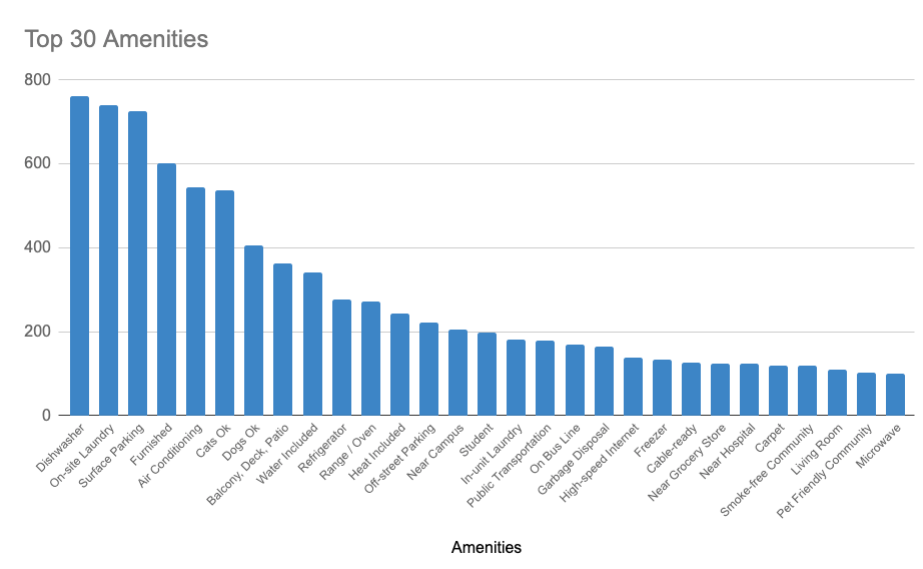 Top 30 Amenities
800
600
400
200
0
Dishwasher
On-site Laundry
Surface Parking
Furnished
Air Conditioning
Cats Ok
Dogs Ok
Balcony, Deck, Patio
Water Included
Refrigerator
Range / Oven
Heat Included
Off-street Parking
Near Campus
Student
In-unit Laundry
Public Transportation
On Bus Line
Garbage Disposal
High-speed Internet
Freezer
Cable-ready
Near Grocery Store
Near Hospital
Carpet
Smoke-free Community
Living Room
Pet Friendly Community
Microwave
Amenities